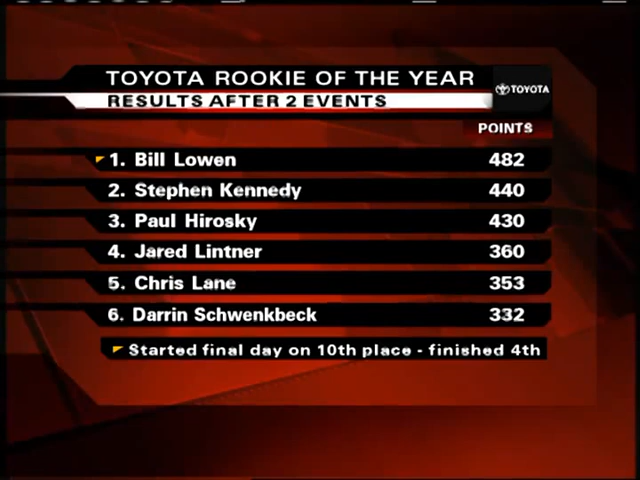 TOYOTA ROOKIE OF THE YEAR
TOYOTA
RESULTS AFTER 2 EVENTS
POINTS
1. Bill Lowen 482
2. Stephen Kennedy 440
3. Paul Hirosky 430
4. Jared Lintner 360
5. Chris Lane 353
6. Darrin Schwenkbeck 332
Started final day on 10th place - finished 4th